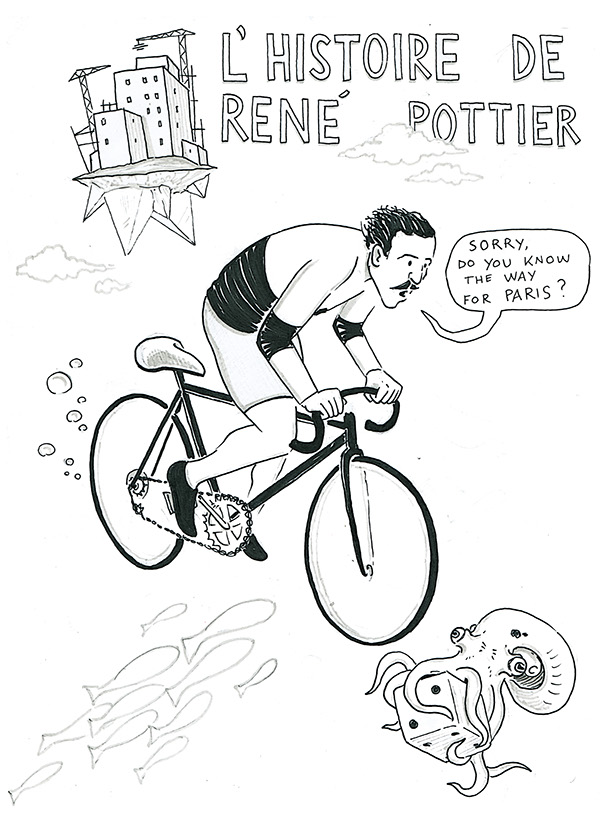 L'HISTOIRE DE
RENÉ POTTIER
SORRY,
DO YOU KNOW
THE WAY
FOR PARIS?